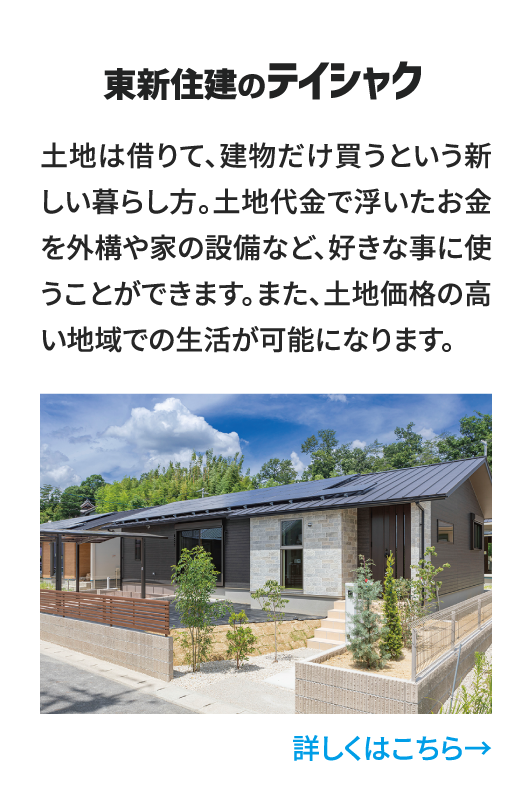 東新住建のテイシャク
土地は借りて、建物だけ買うという新
しい暮らし方。土地代金で浮いたお金
を外構や家の設備など、好きな事に使
うことができます。また、土地価格の高
い地域での生活が可能になります。
詳しくはこちら→